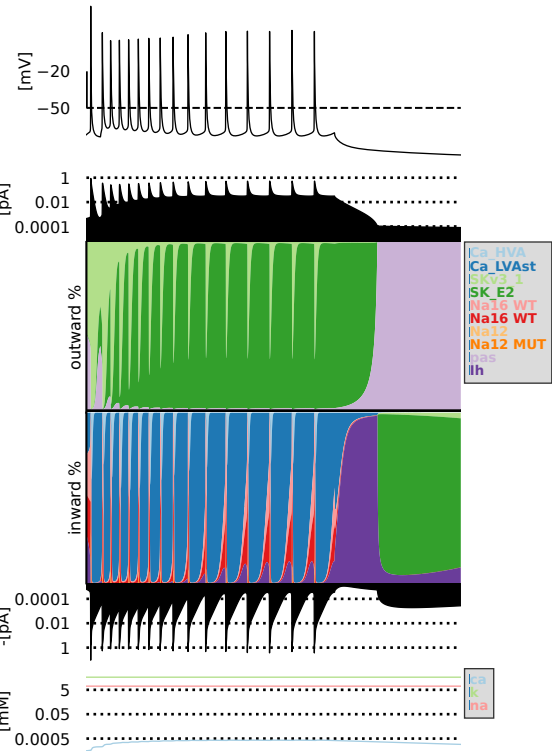 [mV]
−20
−50
[pA]
1
0.01
0.0001
outward %
Ca_HVA
Ca_LVAst
SKv3_1
SK_E2
Na16 WT
Na16 WT
Na12
Na12 MUT
pas
Ih
inward %
-[pA]
0.0001
0.01
1
[mM]
5
0.05
0.0005
ca
k
na